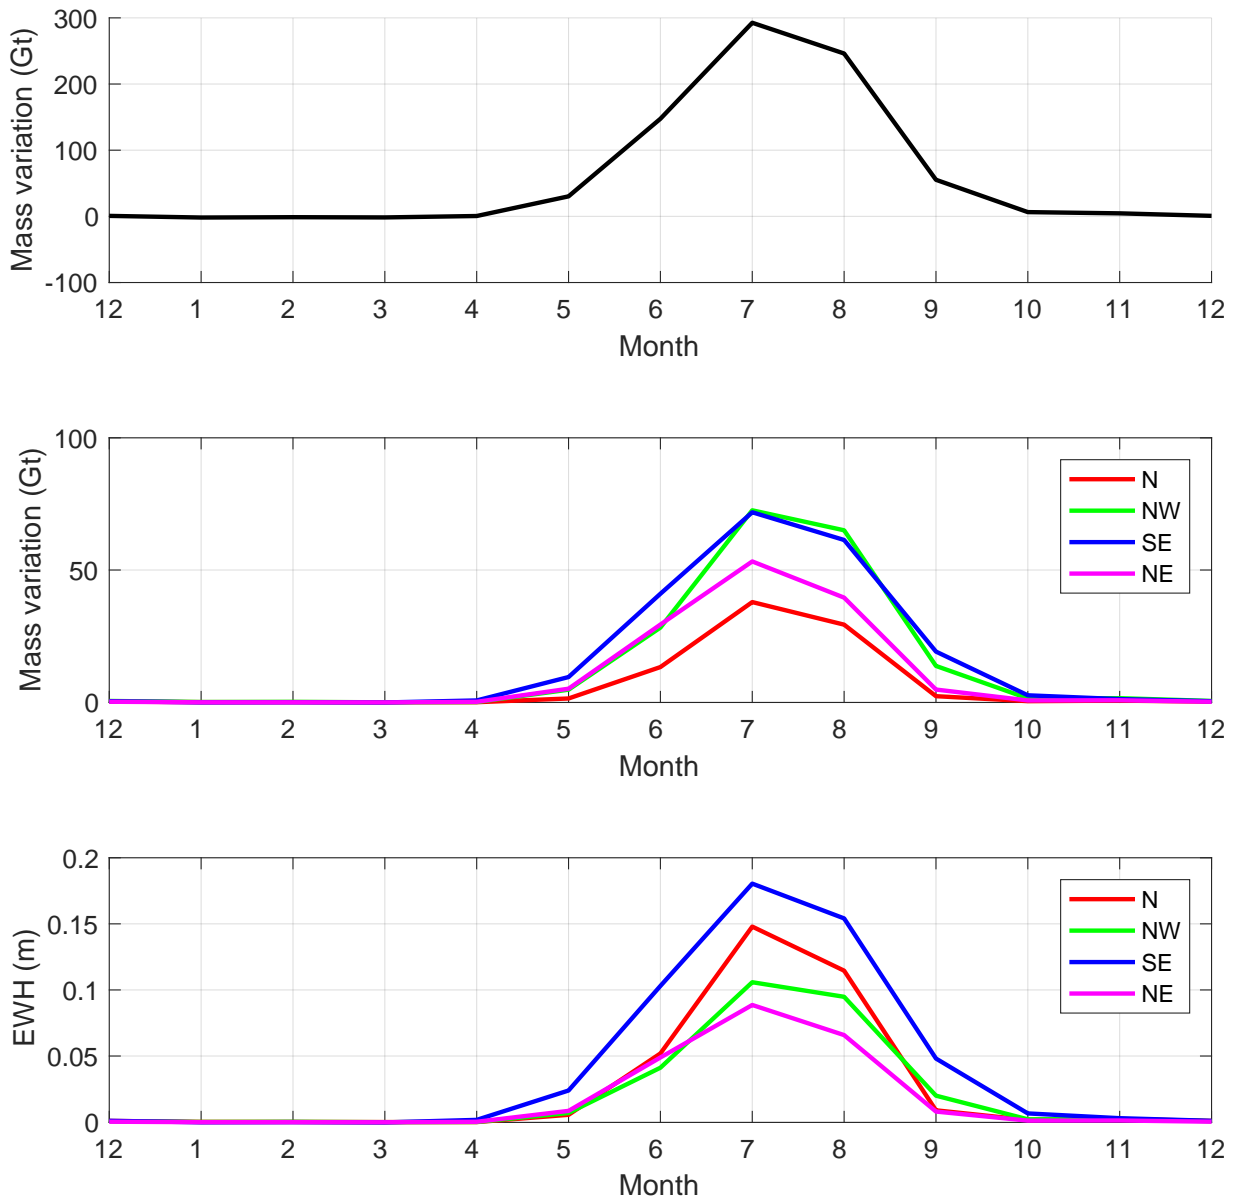 Mass variation (Gt)
300
200
100
0
-100
12 1 2 3 4 5 6 7 8 9 10 11 12
Month
Mass variation (Gt)
100
50
0
N
NW
SE
NE
12 1 2 3 4 5 6 7 8 9 10 11 12
Month
EWH (m)
0.2
0.15
0.1
0.05
0
N
NW
SE
NE
12 1 2 3 4 5 6 7 8 9 10 11 12
Month